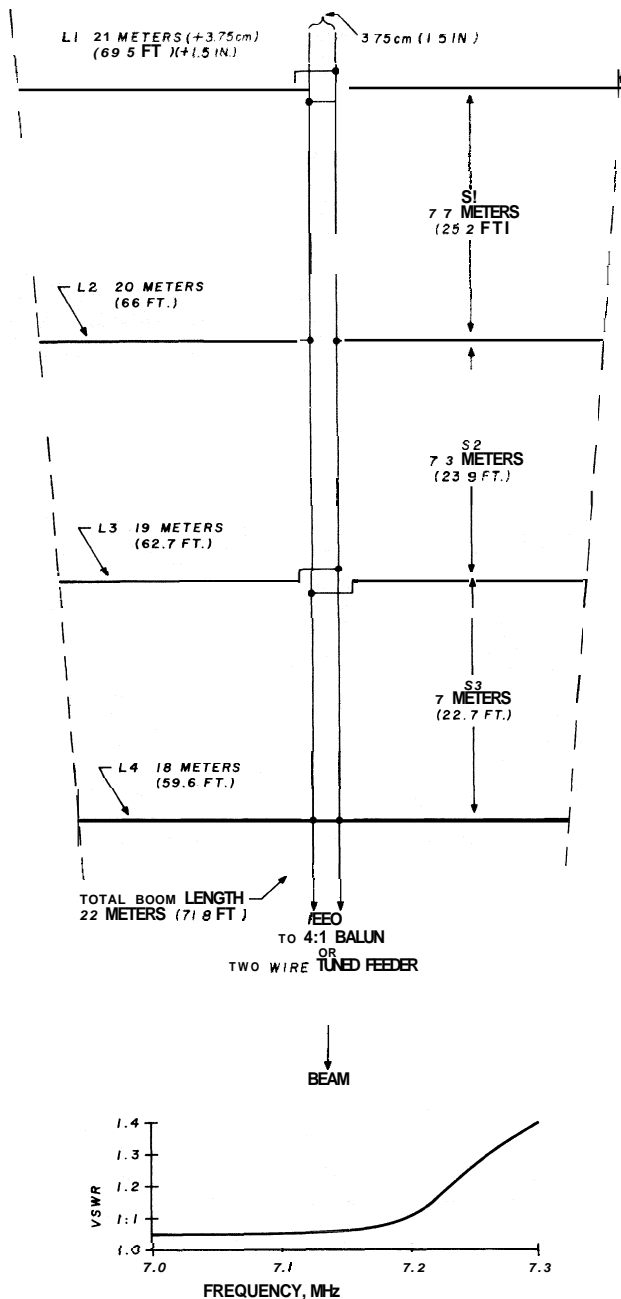 L1 21 METERS (+3.75cm)
(69 5 FT )(+1.5 IN.)
3 75cm (1 5 IN)
S!
7 7 METERS
(25 2 FTI
L2 20 METERS
(66 FT.)
S2
7 3 METERS
(23 9 FT.)
L3 19 METERS
(62.7 FT.)
S3
7 METERS
(22.7 FT.)
L4 18 METERS
(59.6 FT.)
TOTAL BOOM LENGTH
22 METERS (71 8 FT )
FEEO
TO 4:1 BALUN
OR
TWO WIRE TUNED FEEDER
BEAM
1.4
1.3
1.2
1:1
1.0
VSWR
7.0 7.1 7.2 7.3
FREQUENCY, MHz